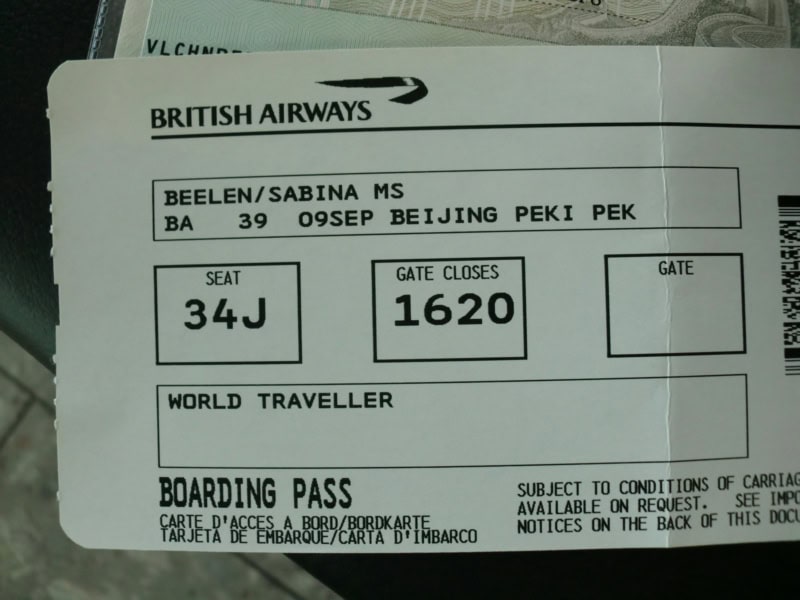 BRITISH AIRWAYS
BEELEN/SABINA MS
BA 39 09SEP BEIJING PEKI PEK
SEAT
34J
GATE CLOSES
1620
GATE
WORLD TRAVELLER
BOARDING PASS
CARTE D'ACCES A BORD/BORDKARTE
TARJETA DE EMBARQUE/CARTA D'IMBARCO
SUBJECT TO CONDITIONS OF CARRIAG
AVAILABLE ON REQUEST. SEE IMPO
NOTICES ON THE BACK OF THIS DOCU